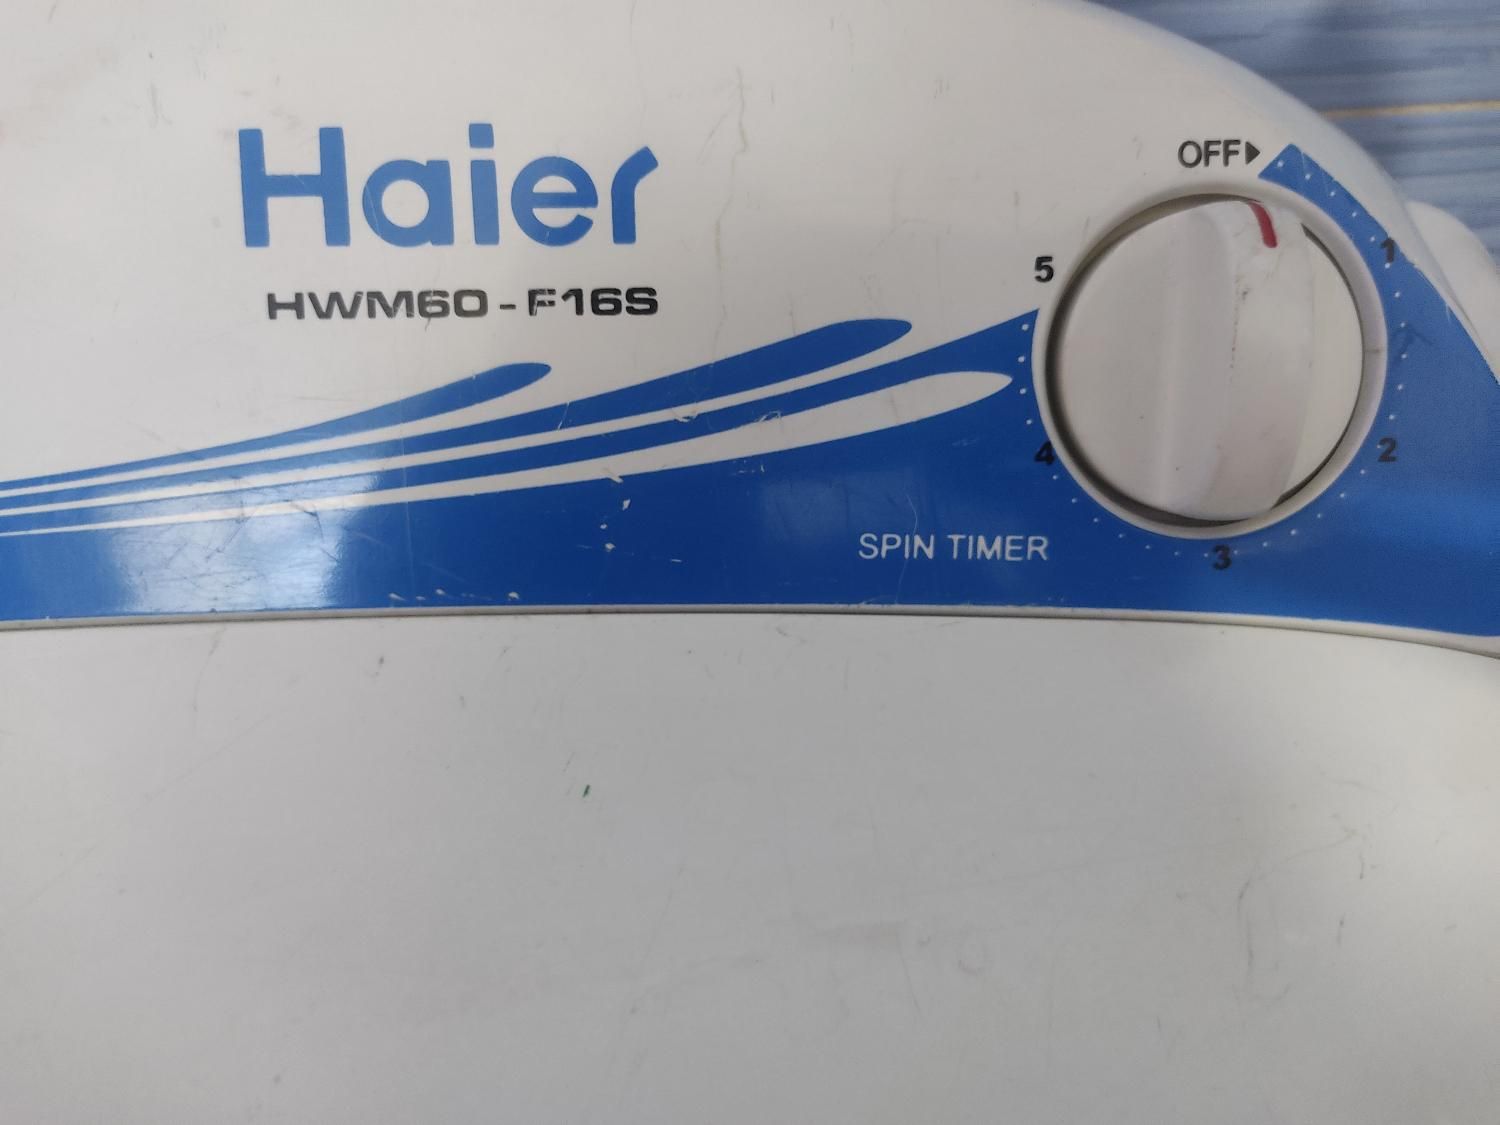 Haier
HWM60-F16S
OFF
5
1
4
2
3
SPIN TIMER